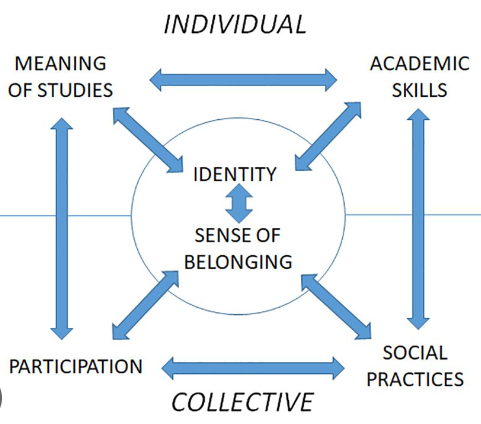 INDIVIDUAL
MEANING
OF STUDIES
ACADEMIC
SKILLS
IDENTITY
SENSE OF
BELONGING
PARTICIPATION
SOCIAL
PRACTICES
COLLECTIVE